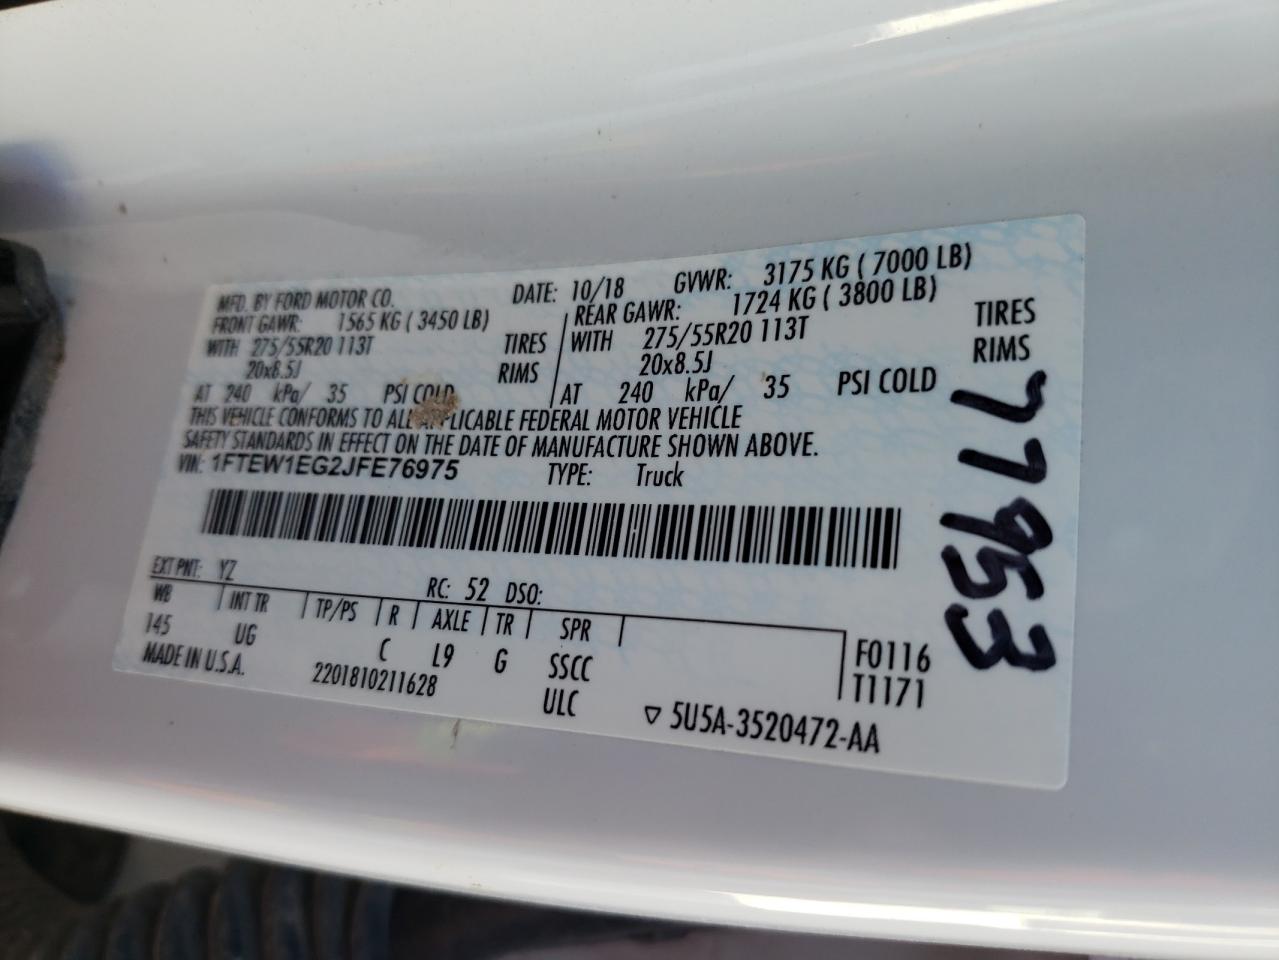 MFD. BY FORD MOTOR CO. DATE: 10/18 GVWR: 3175 KG ( 7000 LB)
FRONT GAWR: 1565 KG ( 3450 LB) REAR GAWR: 1724 KG ( 3800 LB)
WITH 275/55R20 113T TIRES WITH 275/55R20 113T TIRES
20x8.5J RIMS 20x8.5J RIMS
AT 240 kPa/ 35 PSI COLD AT 240 kPa/ 35 PSI COLD
THIS VEHICLE CONFORMS TO ALL APPLICABLE FEDERAL MOTOR VEHICLE
SAFETY STANDARDS IN EFFECT ON THE DATE OF MANUFACTURE SHOWN ABOVE.
VIN: 1FTEW1EG2JFE76975 TYPE: Truck
EXT PNT: YZ RC: 52 DSO:
WB INT TR TP/PS R AXLE TR SPR
145 UG C L9 G SSCC
F0116
T1171
MADE IN U.S.A. 2201810211628 ULC ▽ 5U5A-3520472-AA
77953